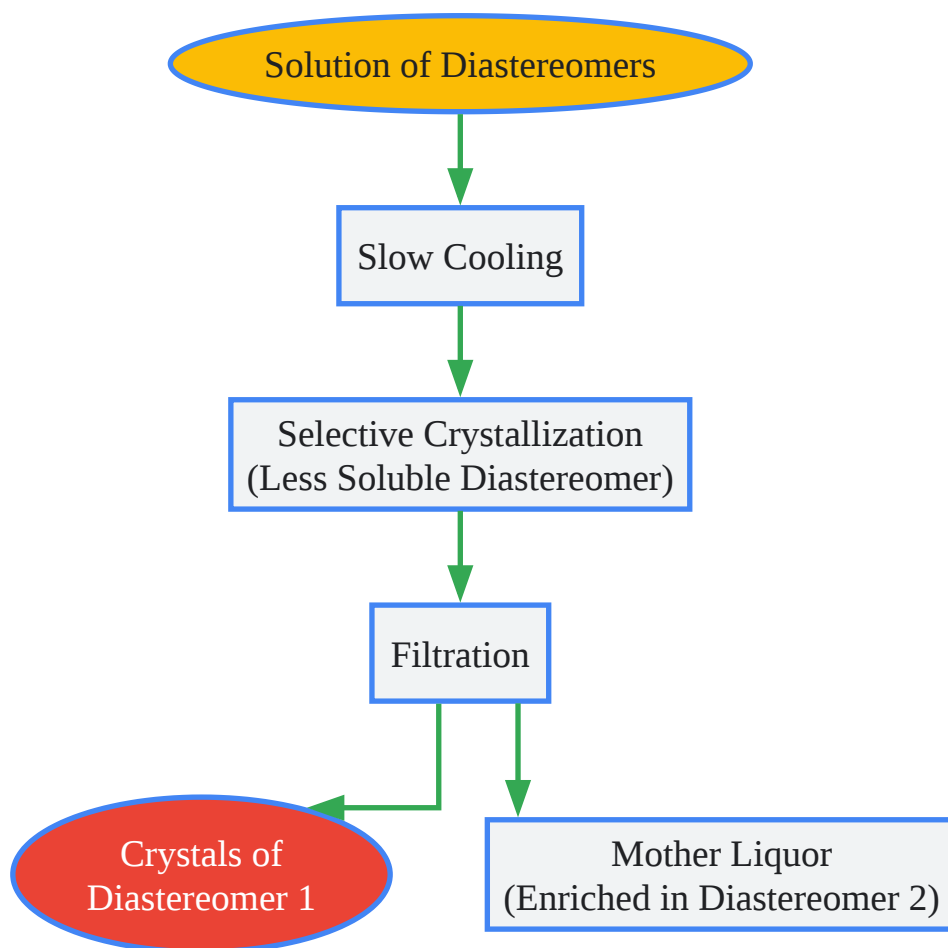 Solution of Diastereomers
Slow Cooling
Selective Crystallization
(Less Soluble Diastereomer)
Filtration
Crystals of
Diastereomer 1
Mother Liquor
(Enriched in Diastereomer 2)